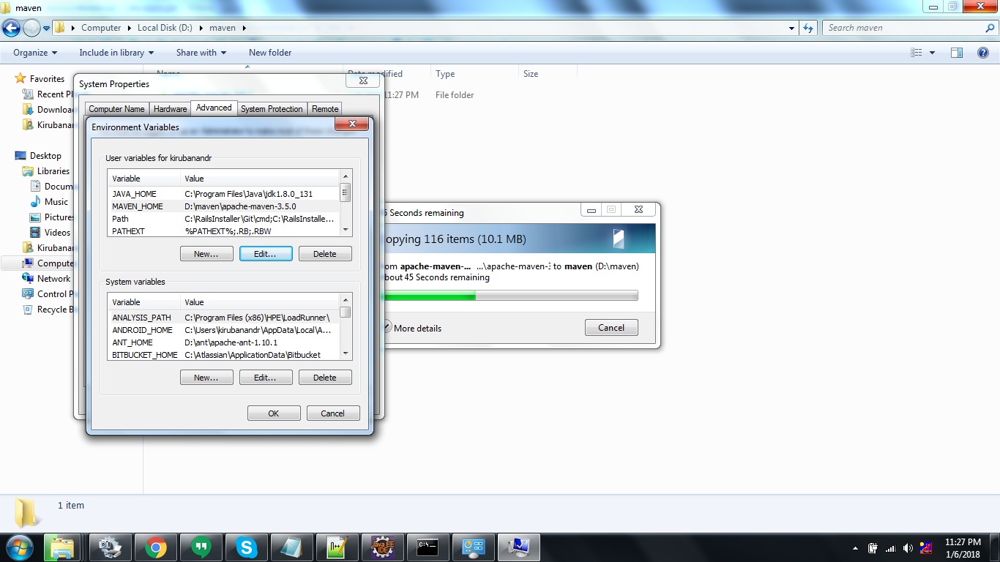 maven
Computer Local Disk (D:) maven
Search maven
Organize Include in library Share with New folder
Name Date modified Type Size
11:27 PM File folder
Favorites
Recent Pl
Downloa
Kirubanar
Desktop
Libraries
Docum
Music
Pictures
Videos
Kirubana
Compute
Network
Control P
Recycle B
System Properties
Computer Name Hardware Advanced System Protection Remote
Environment Variables
User variables for kirubanandr
Variable Value
JAVA_HOME C:\Program Files\Java\jdk1.8.0_131
MAVEN_HOME D:\maven\apache-maven-3.5.0
Path C:\RailsInstaller\Git\cmd;C:\RailsInstalle...
PATHEXT %PATHEXT%;.RB;.RBW
New... Edit... Delete
System variables
Variable Value
ANALYSIS_PATH C:\Program Files (x86)\HPE\LoadRunner\
ANDROID_HOME C:\Users\kirubanandr\AppData\Local\A...
ANT_HOME D:\ant\apache-ant-1.10.1
BITBUCKET_HOME C:\Atlassian\ApplicationData\Bitbucket
New... Edit... Delete
OK Cancel
5 Seconds remaining
opying 116 items (10.1 MB)
om apache-maven-... ...\apache-maven-3 to maven (D:\maven)
bout 45 Seconds remaining
More details Cancel
1 item
Java EE
IDE
C:\
11:27 PM
1/6/2018